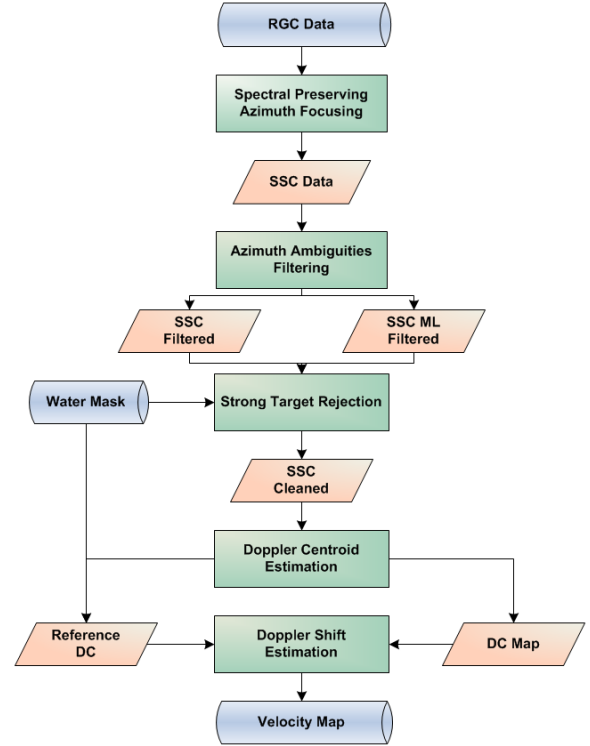 RGC Data
Spectral Preserving
Azimuth Focusing
SSC Data
Azimuth Ambiguities
Filtering
SSC
Filtered
SSC ML
Filtered
Water Mask
Strong Target Rejection
SSC
Cleaned
Doppler Centroid
Estimation
Reference
DC
Doppler Shift
Estimation
DC Map
Velocity Map